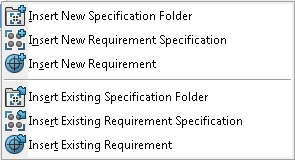 Insert New Specification Folder
Insert New Requirement Specification
Insert New Requirement
Insert Existing Specification Folder
Insert Existing Requirement Specification
Insert Existing Requirement